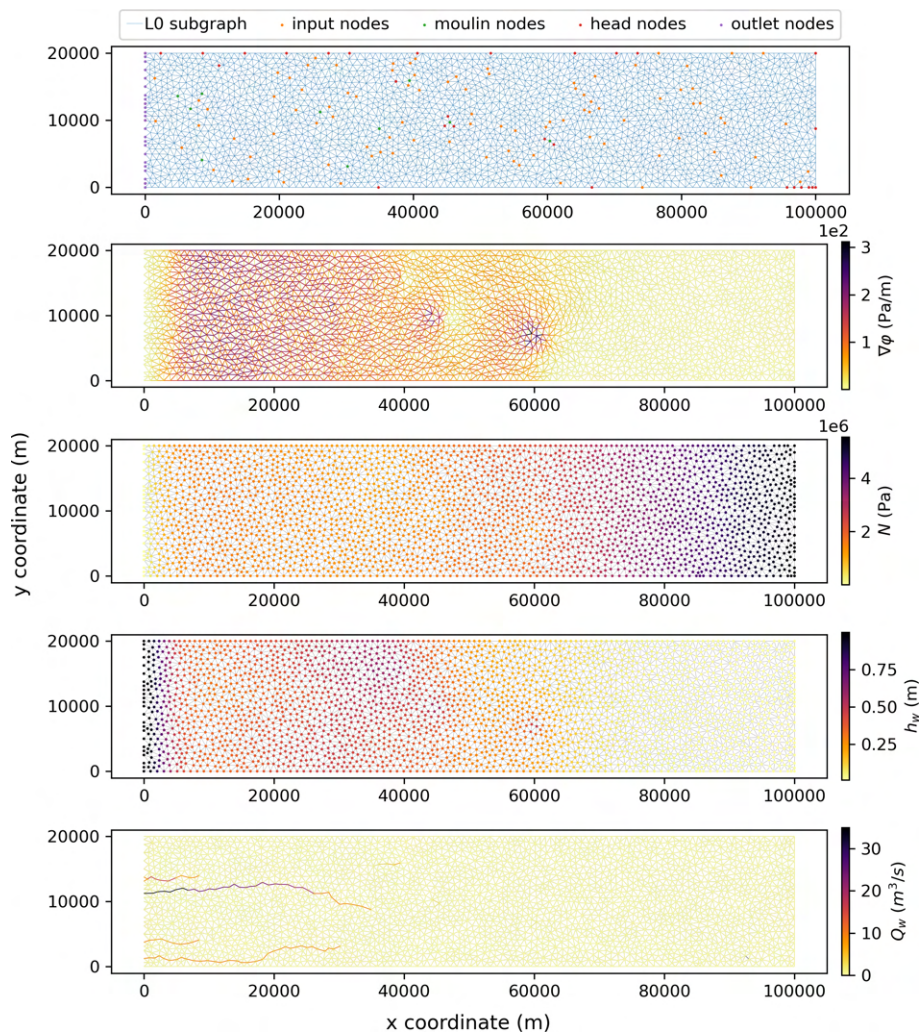 L0 subgraph input nodes moulin nodes head nodes outlet nodes
20000
10000
0
0 20000 40000 60000 80000 100000
1e2
20000
10000
0
3
2
1
∇φ (Pa/m)
0 20000 40000 60000 80000 100000
1e6
20000
10000
0
4
2
N (Pa)
0 20000 40000 60000 80000 100000
20000
10000
0
0.75
0.50
0.25
h_w (m)
0 20000 40000 60000 80000 100000
20000
10000
0
30
20
10
0
Q_w (m³/s)
0 20000 40000 60000 80000 100000
y coordinate (m)
x coordinate (m)